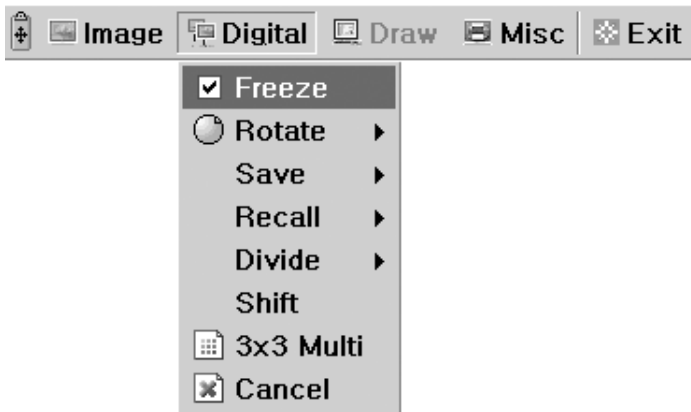 Image Digital Draw Misc Exit
Freeze
Rotate
Save
Recall
Divide
Shift
3x3 Multi
Cancel